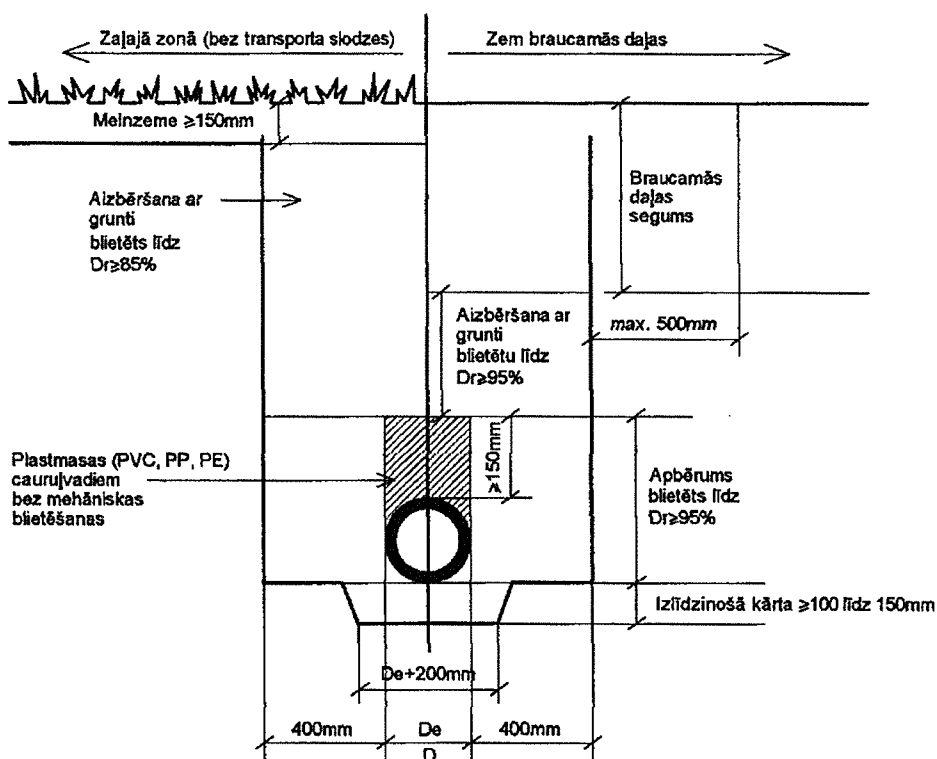 Zaļajā zonā (bez transporta slodzes)
Zem braucamās daļas
Melnzeme ≥150mm
Aizbēršana ar
grunti
blietēts līdz
Dr≥85%
Braucamās
daļas
segums
Aizbēršana ar
grunti
blietētu līdz
Dr≥95%
max. 500mm
≥150mm
Plastmasas (PVC, PP, PE)
cauruļvadiem
bez mehāniskas
blietēšanas
Apbērums
blietēts līdz
Dr≥95%
Izlīdzinošā kārta ≥100 līdz 150mm
De+200mm
400mm
De
400mm
D